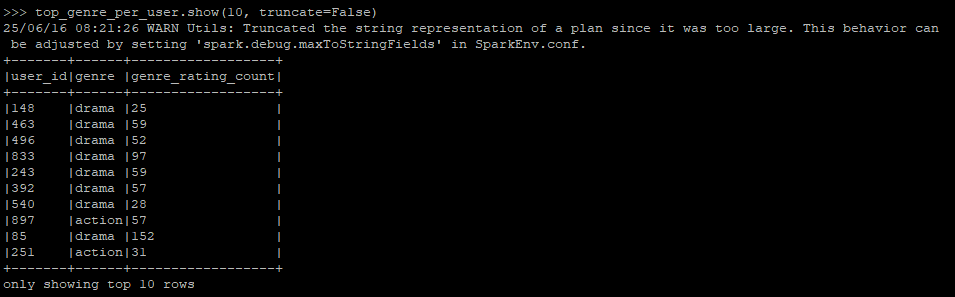 >>> top_genre_per_user.show(10, truncate=False)
25/06/16 08:21:26 WARN Utils: Truncated the string representation of a plan since it was too large. This behavior can
 be adjusted by setting 'spark.debug.maxToStringFields' in SparkEnv.conf.
+-------+------+------------------+
|user_id|genre |genre_rating_count|
+-------+------+------------------+
|148    |drama |25                |
|463    |drama |59                |
|496    |drama |52                |
|833    |drama |97                |
|243    |drama |59                |
|392    |drama |57                |
|540    |drama |28                |
|897    |action|57                |
|85     |drama |152               |
|251    |action|31                |
+-------+------+------------------+
only showing top 10 rows